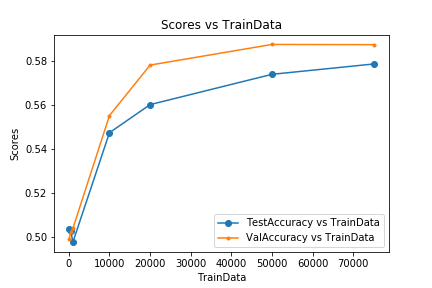 Scores vs TrainData
0.58
0.56
0.54
0.52
0.50
Scores
TestAccuracy vs TrainData
ValAccuracy vs TrainData
0 10000 20000 30000 40000 50000 60000 70000
TrainData